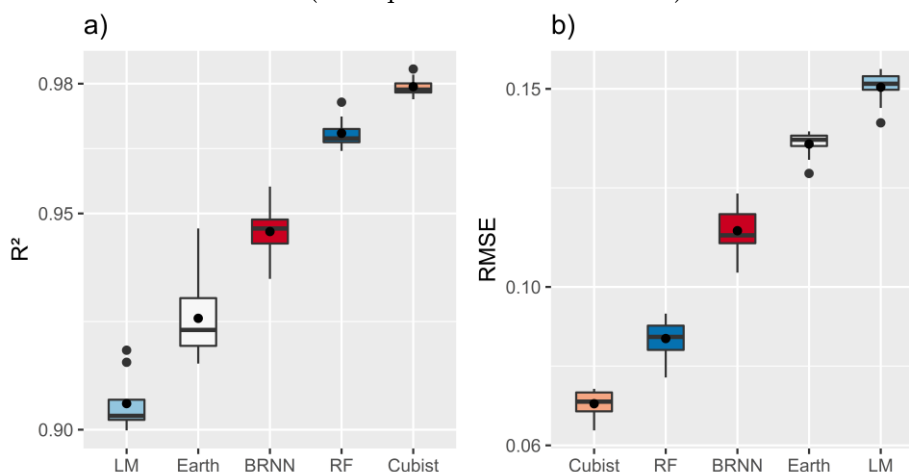 a)
b)
0.98
0.95
0.90
R²
LM Earth BRNN RF Cubist
0.15
0.10
0.06
RMSE
Cubist RF BRNN Earth LM